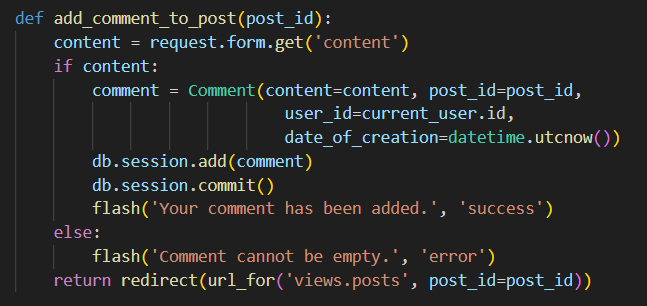 def add_comment_to_post(post_id):
    content = request.form.get('content')
    if content:
        comment = Comment(content=content, post_id=post_id,
                            user_id=current_user.id,
                            date_of_creation=datetime.utcnow())
        db.session.add(comment)
        db.session.commit()
        flash('Your comment has been added.', 'success')
    else:
        flash('Comment cannot be empty.', 'error')
    return redirect(url_for('views.posts', post_id=post_id))